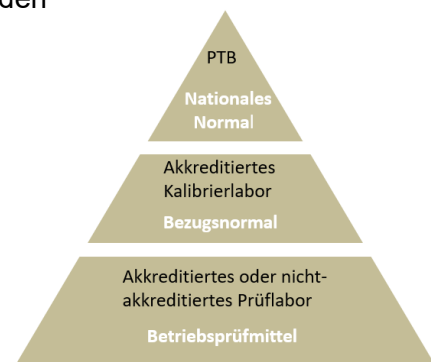 den
PTB
Nationales
Normal
Akkreditiertes
Kalibrierlabor
Bezugsnormal
Akkreditiertes oder nicht-
akkreditiertes Prüflabor
Betriebsprüfmittel